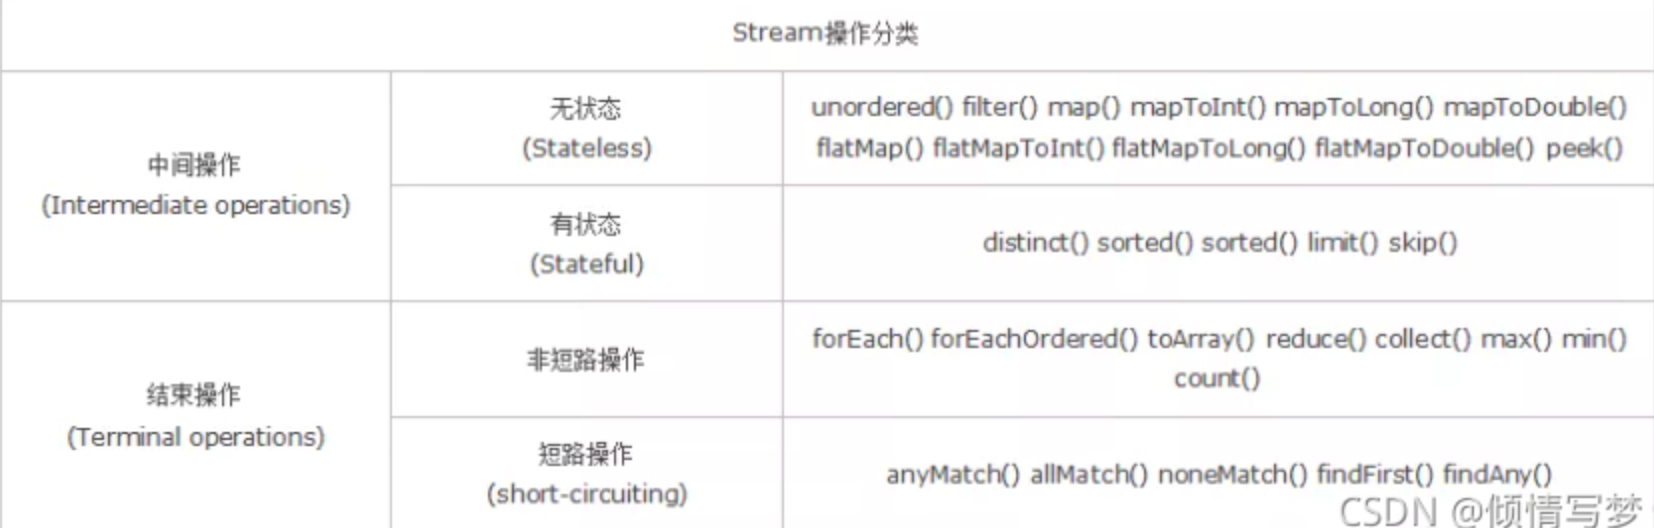 Stream操作分类
中间操作
(Intermediate operations)
无状态
(Stateless)
unordered() filter() map() mapToInt() mapToLong() mapToDouble()
flatMap() flatMapToInt() flatMapToLong() flatMapToDouble() peek()
有状态
(Stateful)
distinct() sorted() sorted() limit() skip()
结束操作
(Terminal operations)
非短路操作
forEach() forEachOrdered() toArray() reduce() collect() max() min()
count()
短路操作
(short-circuiting)
anyMatch() allMatch() noneMatch() findFirst() findAny()
CSDN @倾情写梦